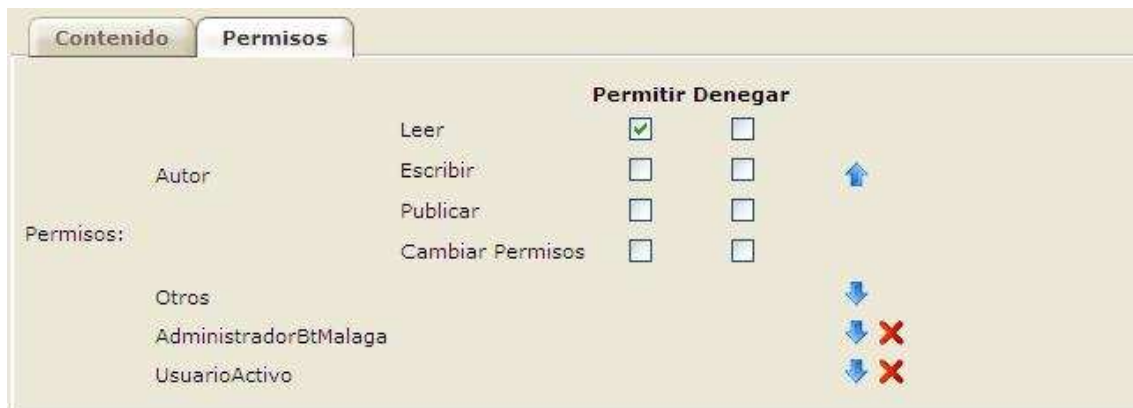 Contenido Permisos
Permitir Denegar
Leer
Autor Escribir
Publicar
Permisos:
Cambiar Permisos
Otros
AdministradorBtMalaga
UsuarioActivo